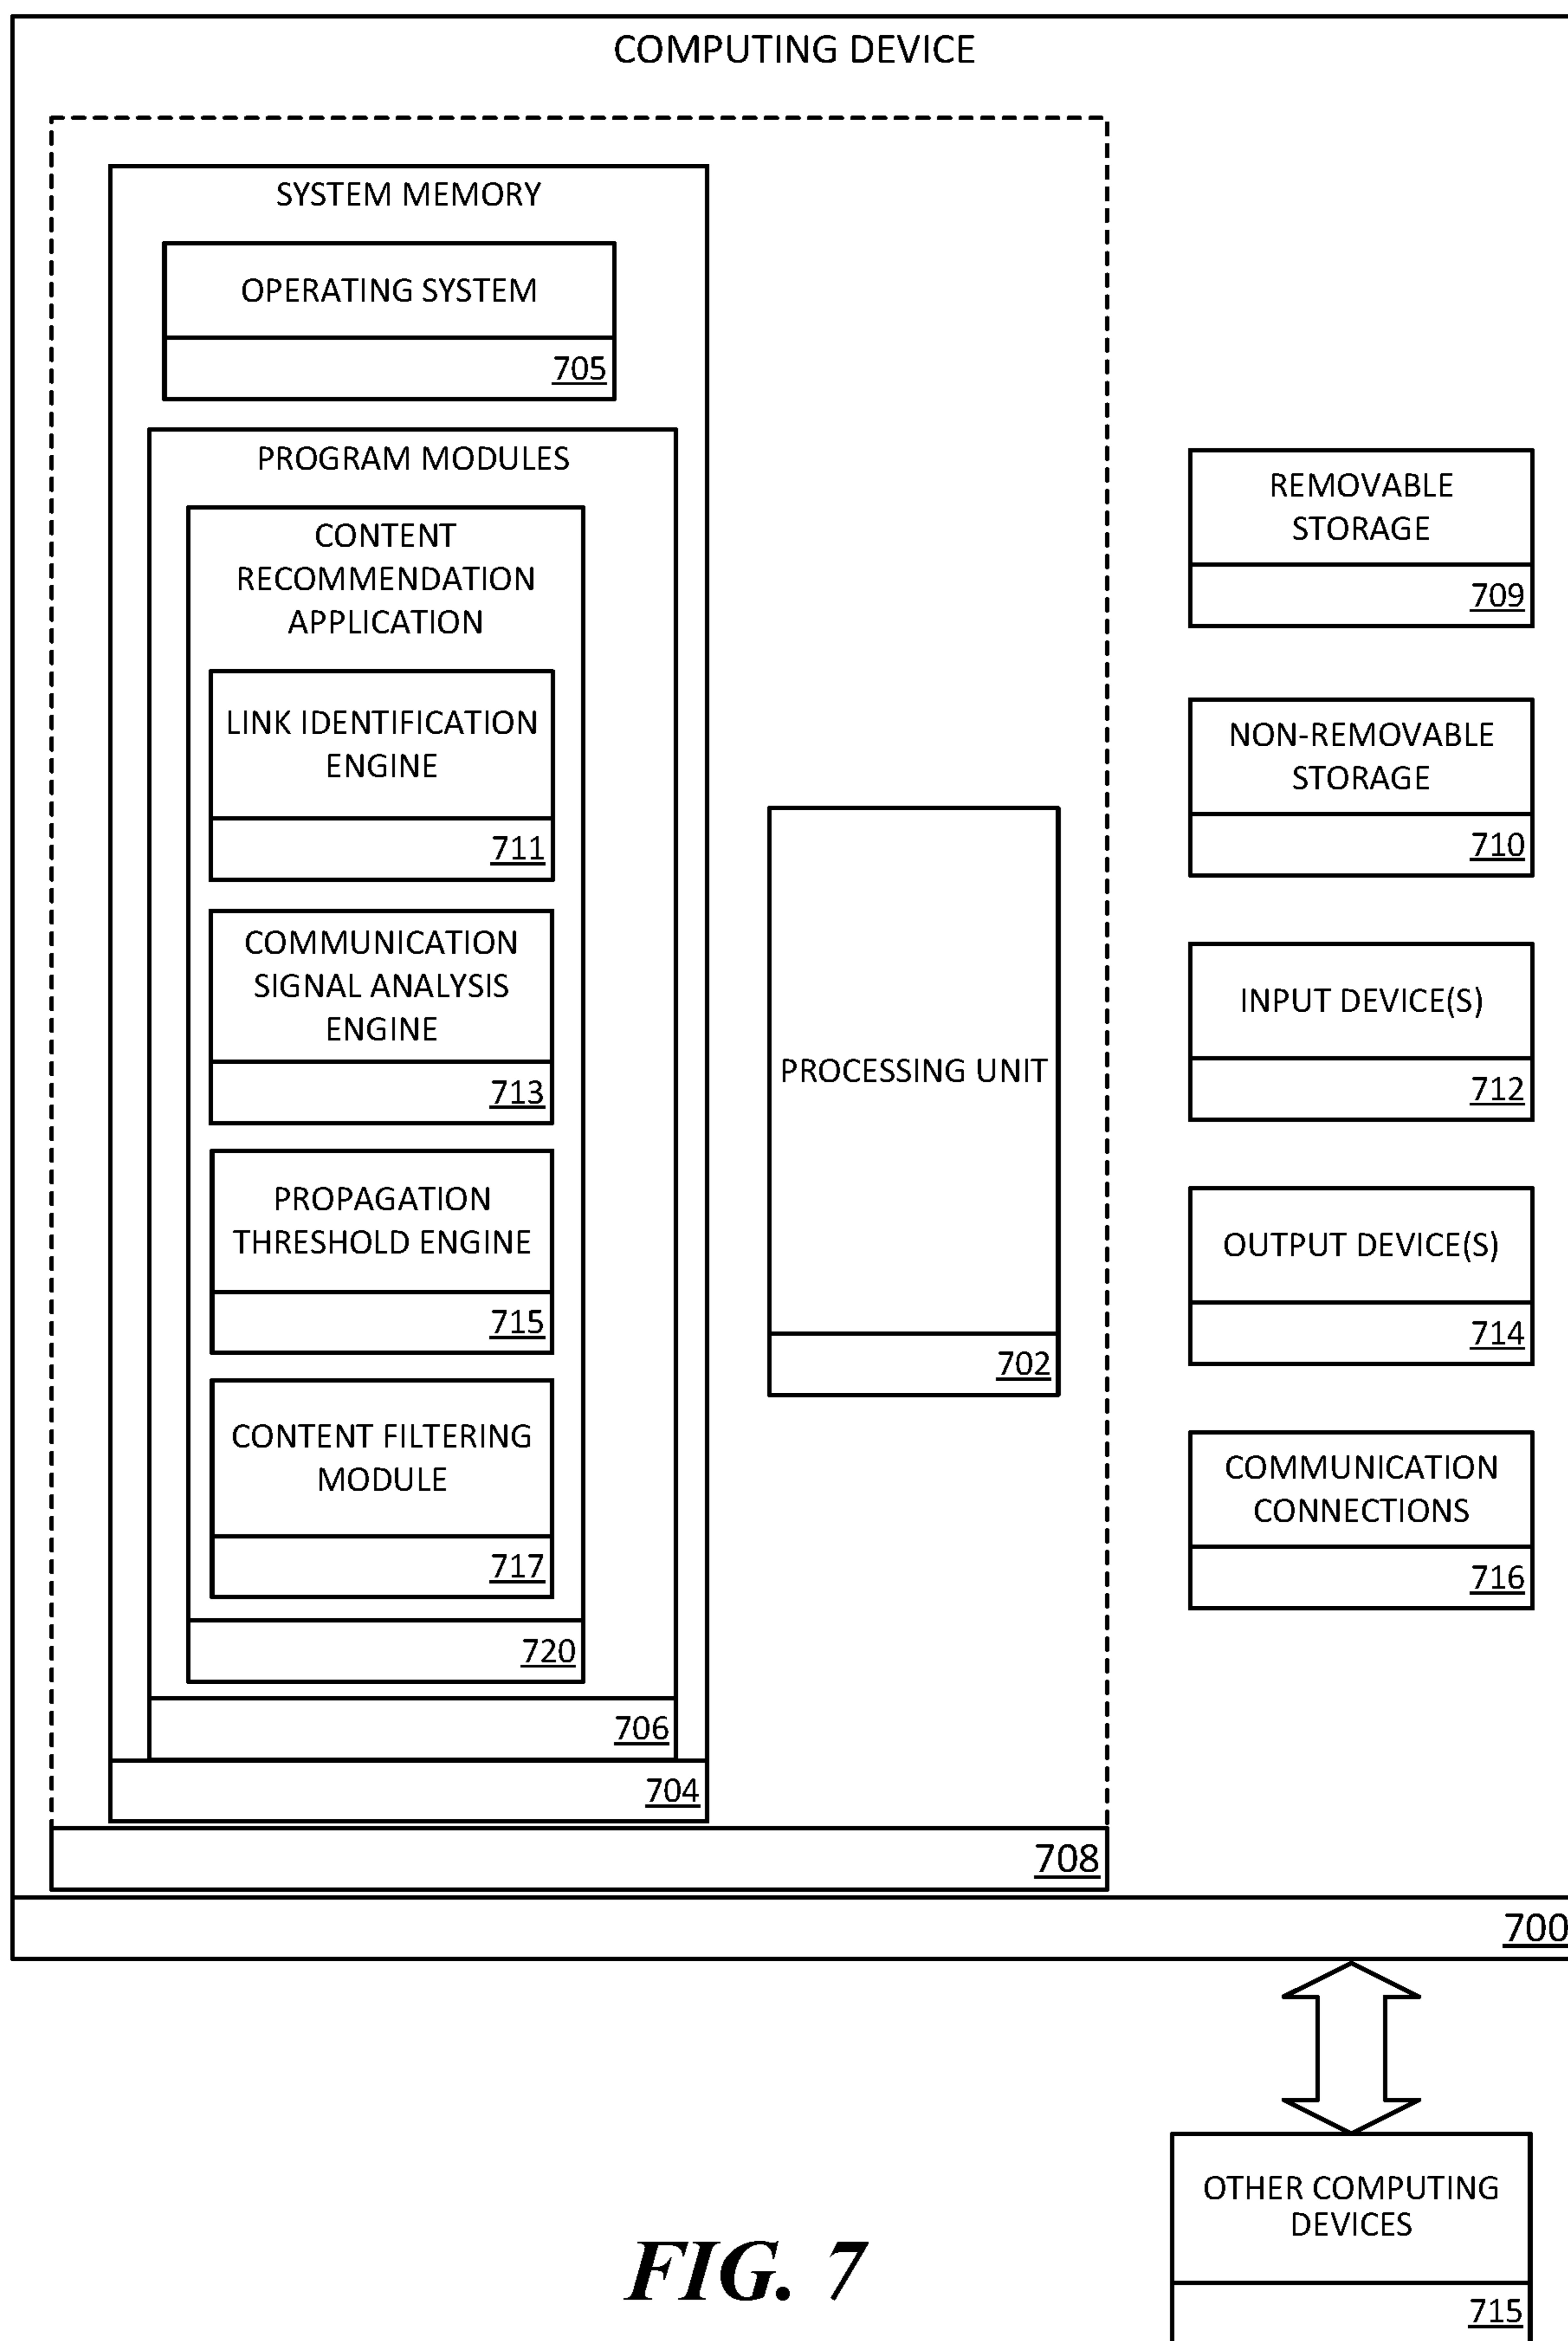 COMPUTING DEVICE
SYSTEM MEMORY
OPERATING SYSTEM
705
PROGRAM MODULES
CONTENT
RECOMMENDATION
APPLICATION
LINK IDENTIFICATION
ENGINE
711
COMMUNICATION
SIGNAL ANALYSIS
ENGINE
713
PROPAGATION
THRESHOLD ENGINE
715
CONTENT FILTERING
MODULE
717
720
706
704
PROCESSING UNIT
702
708
REMOVABLE
STORAGE
709
NON-REMOVABLE
STORAGE
710
INPUT DEVICE(S)
712
OUTPUT DEVICE(S)
714
COMMUNICATION
CONNECTIONS
716
700
OTHER COMPUTING
DEVICES
715
FIG. 7